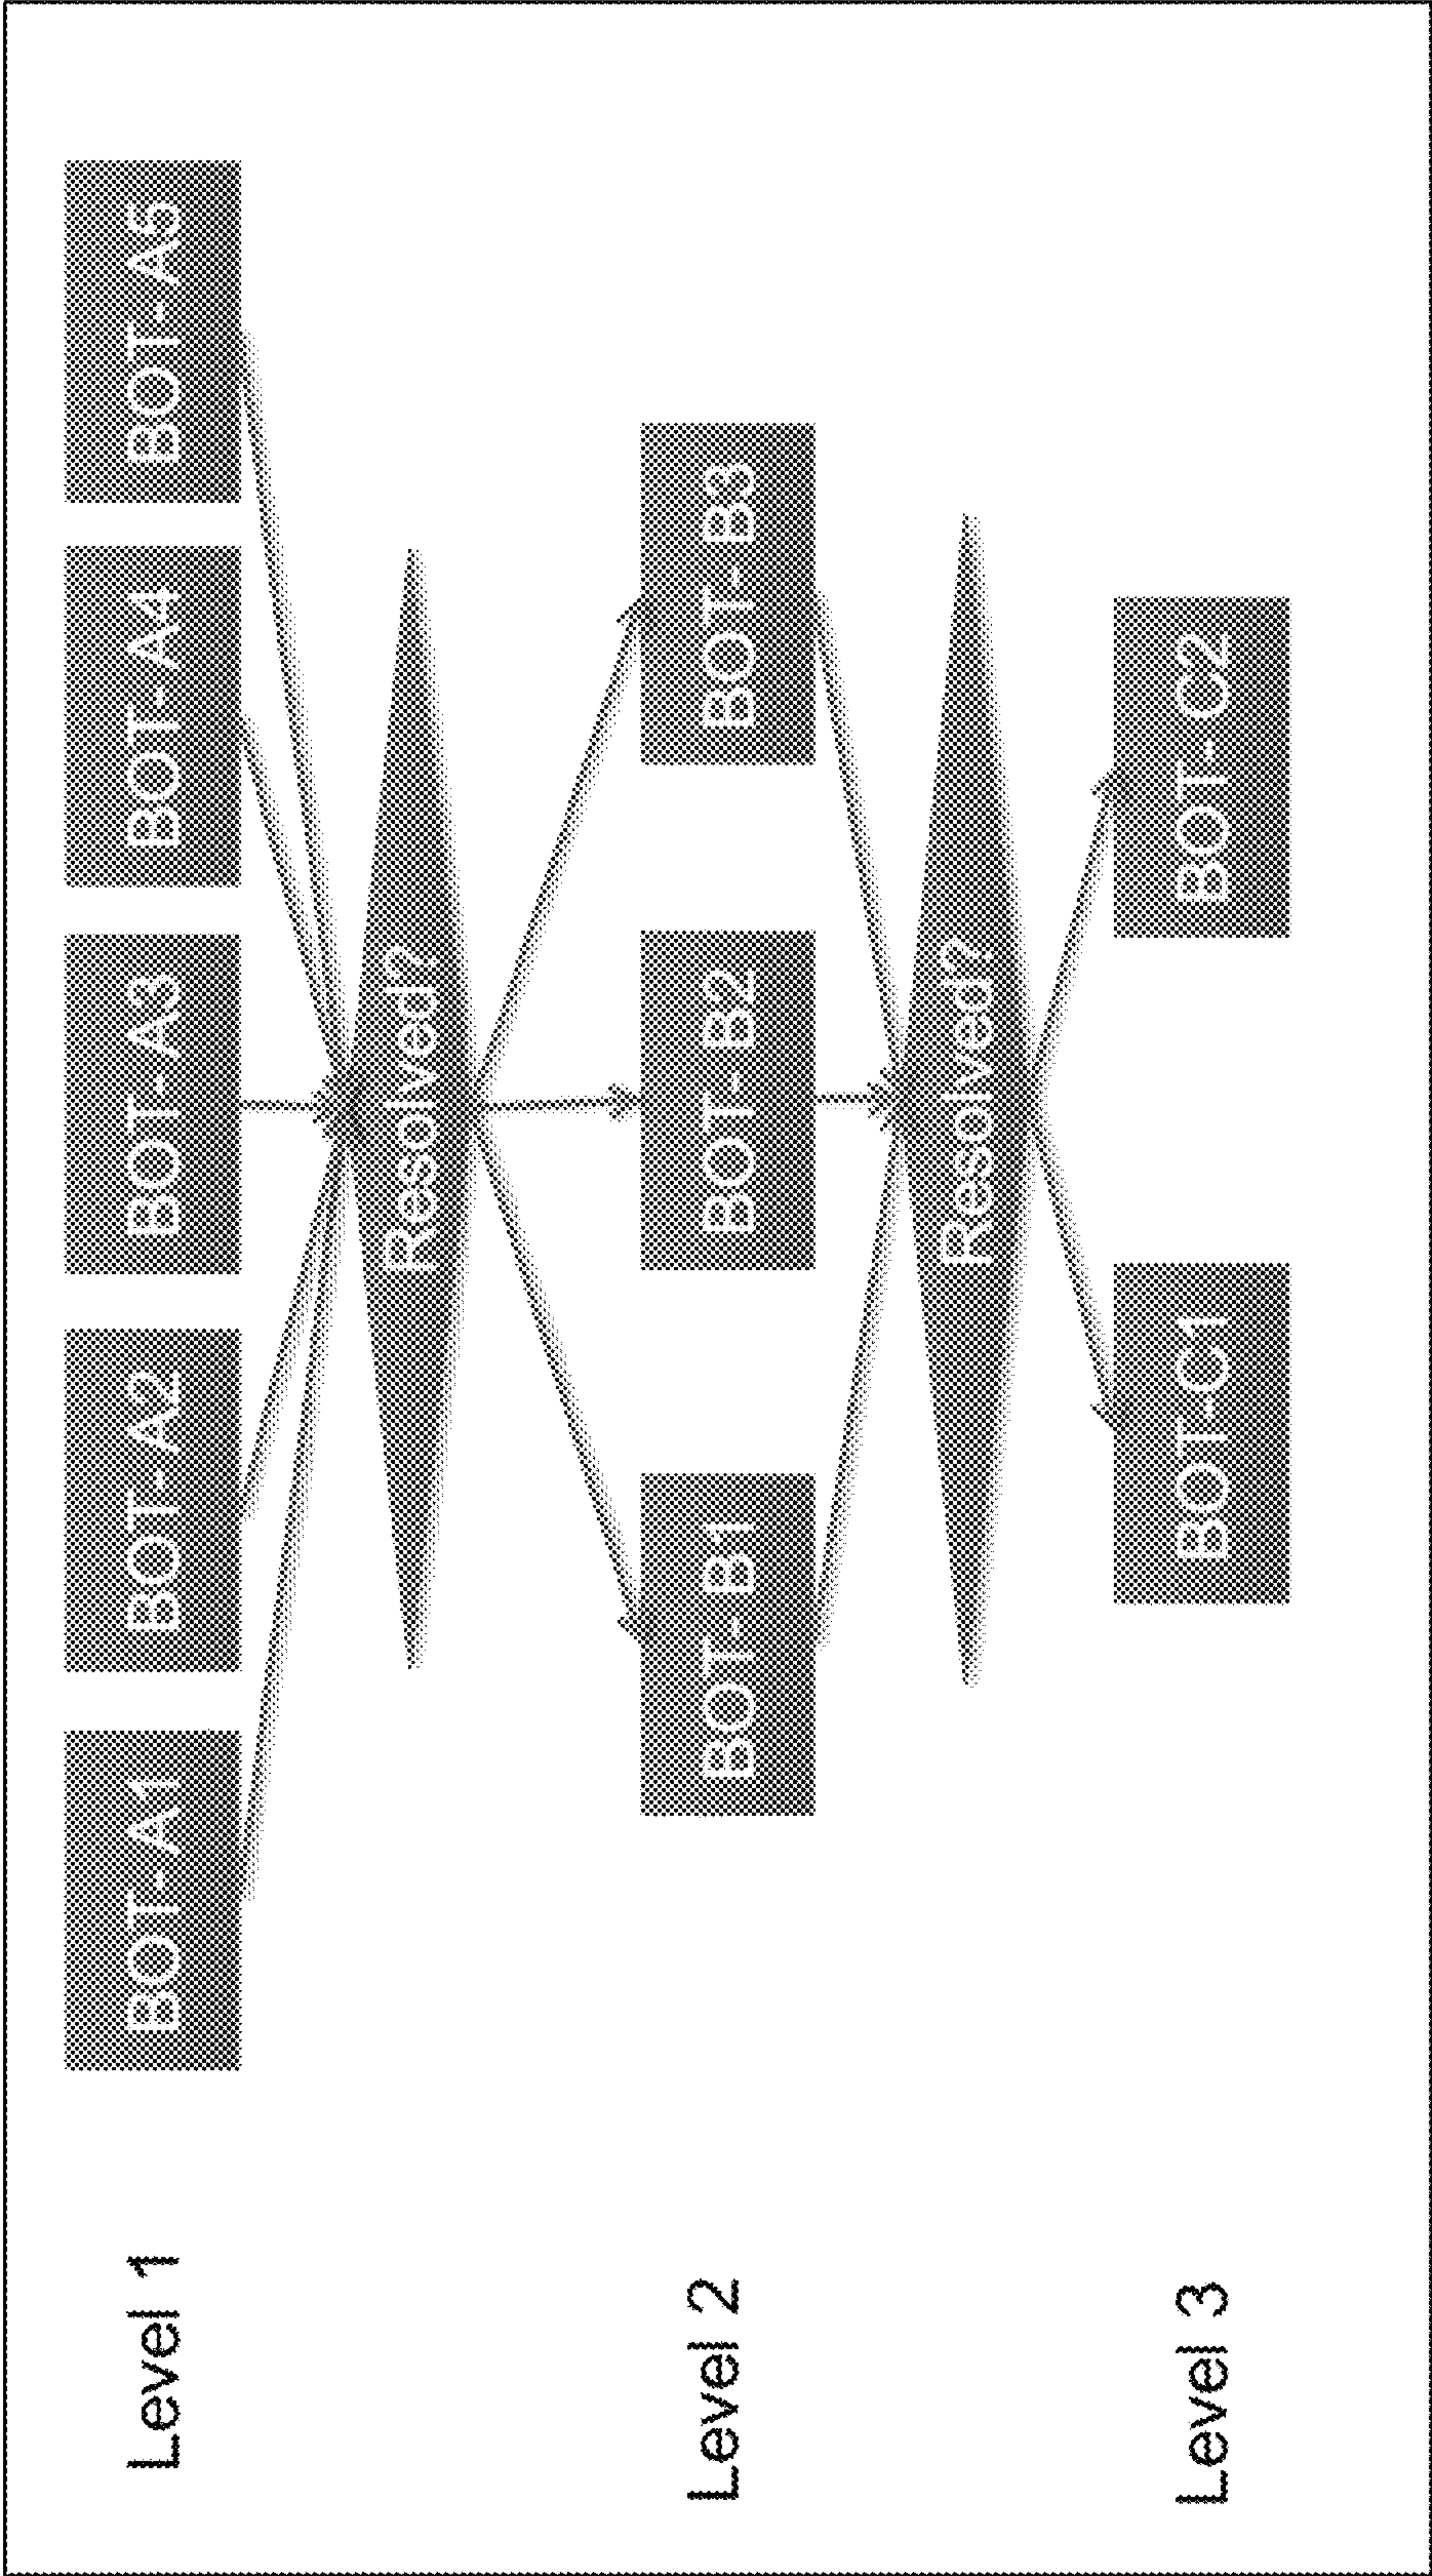 Level 1
BOT-A1
BOT-A2
BOT-A3
BOT-A4
BOT-A5
Resolved?
Level 2
BOT- B1
BOT- B2
BOT- B3
Resolved?
Level 3
BOT-C1
BOT-C2